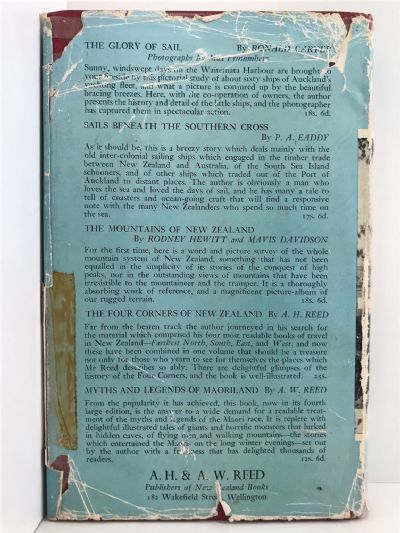 THE GLORY OF SAIL By RONALD CARTER
Photographs by
Sunny, windswept days on the Waitemata Harbour are brought to
your fireside by this pictorial study of about sixty ships of Auckland's
yachting fleet, and what a picture is conjured up by the beautiful
bracing breezes. Here, with the co-operation of owners, the author
presents the history and detail of the little ships, and the photographer
has captured them in spectacular action. 18s. 6d.
SAILS BENEATH THE SOUTHERN CROSS
By P. A. EADDY
As it should be, this is a breezy story which deals mainly with the
old inter-colonial sailing ships which engaged in the timber trade
between New Zealand and Australia, of the South Sea Island
schooners, and of other ships which traded out of the Port of
Auckland to distant places. The author is obviously a man who
loves the sea and loved the days of sail, and he has many a tale to
tell of coasters and ocean-going craft that will find a responsive
note with the many New Zealanders who spend so much time on
the sea. 17s. 6d.
THE MOUNTAINS OF NEW ZEALAND
By RODNEY HEWITT and MAVIS DAVIDSON
For the first time, here is a word and picture survey of the whole
mountain system of New Zealand, something that has not been
equalled in the simplicity of its stories of the conquest of high
peaks, nor in the outstanding views of mountains that have been
irresistible to the mountaineer and the tramper. It is a thoroughly
absorbing work of reference, and a magnificent picture-album of
our rugged terrain. 18s. 6d.
THE FOUR CORNERS OF NEW ZEALAND By A. H. REED
Far from the beaten track the author journeyed in his search for
the material which comprised his four most readable books of travel
in New Zealand—Farthest North, South, East, and West, and now
these have been combined in one volume that should be a treasure
not only for those who yearn to see for themselves the places which
Mr Reed describes so ably. There are delightful glimpses of the
history of the Four Corners, and the book is well-illustrated. 25s.
MYTHS AND LEGENDS OF MAORILAND By A. W. REED
From the popularity it has achieved, this book, now in its fourth
large edition, is the answer to a wide demand for a readable treat-
ment of the myths and legends of the Maori race. It is replete with
delightful illustrated tales of giants and horrific monsters that lurked
in hidden caves, of flying men and walking mountains—the stories
which entertained the Maoris on the long winter evenings—set out
by the author with a freshness that has delighted thousands of
readers. 12s. 6d.
A. H. & A. W. REED
Publishers of New Zealand Books
182 Wakefield Street, Wellington